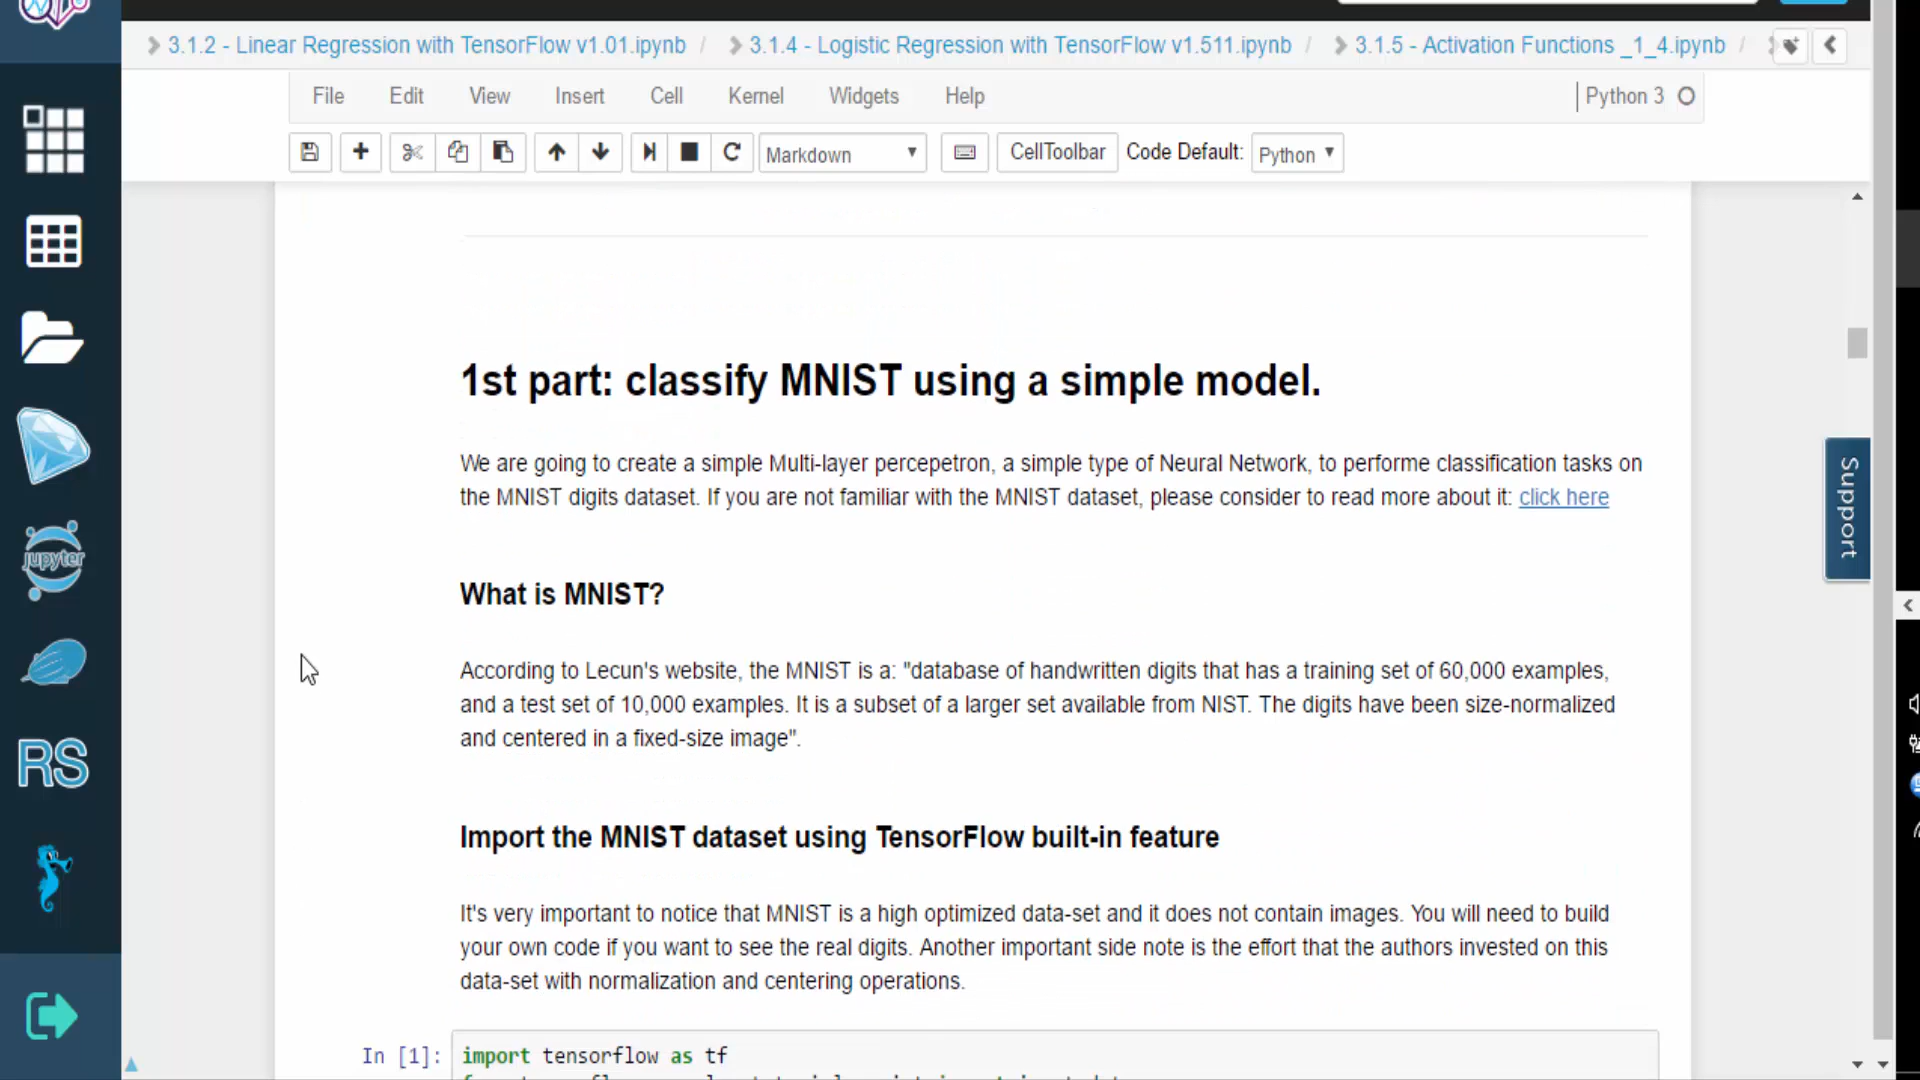 3.1.2 - Linear Regression with TensorFlow v1.01.ipynb / 3.1.4 - Logistic Regression with TensorFlow v1.511.ipynb / 3.1.5 - Activation Functions _1_4.ipynb /
File Edit View Insert Cell Kernel Widgets Help Python 3
Markdown CellToolbar Code Default: Python
1st part: classify MNIST using a simple model.
We are going to create a simple Multi-layer percepetron, a simple type of Neural Network, to performe classification tasks on
the MNIST digits dataset. If you are not familiar with the MNIST dataset, please consider to read more about it: click here
What is MNIST?
According to Lecun's website, the MNIST is a: "database of handwritten digits that has a training set of 60,000 examples,
and a test set of 10,000 examples. It is a subset of a larger set available from NIST. The digits have been size-normalized
and centered in a fixed-size image".
Import the MNIST dataset using TensorFlow built-in feature
It's very important to notice that MNIST is a high optimized data-set and it does not contain images. You will need to build
your own code if you want to see the real digits. Another important side note is the effort that the authors invested on this
data-set with normalization and centering operations.
In [1]: import tensorflow as tf
jupyter
RS
Support